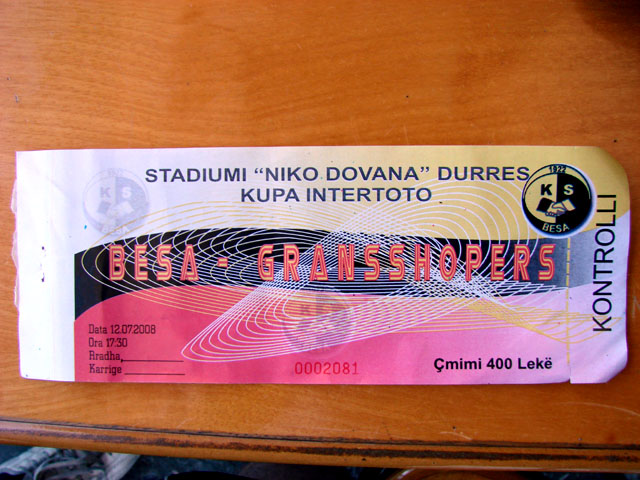 STADIUMI "NIKO DOVANA" DURRES
KUPA INTERTOTO
1922
K S
BESA
K S
BESA - GRANSSHOPERS
KONTROLLI
Data 12.07.2008
Ora 17:30
Rradha,
Karrige
0002081
Çmimi 400 Lekë